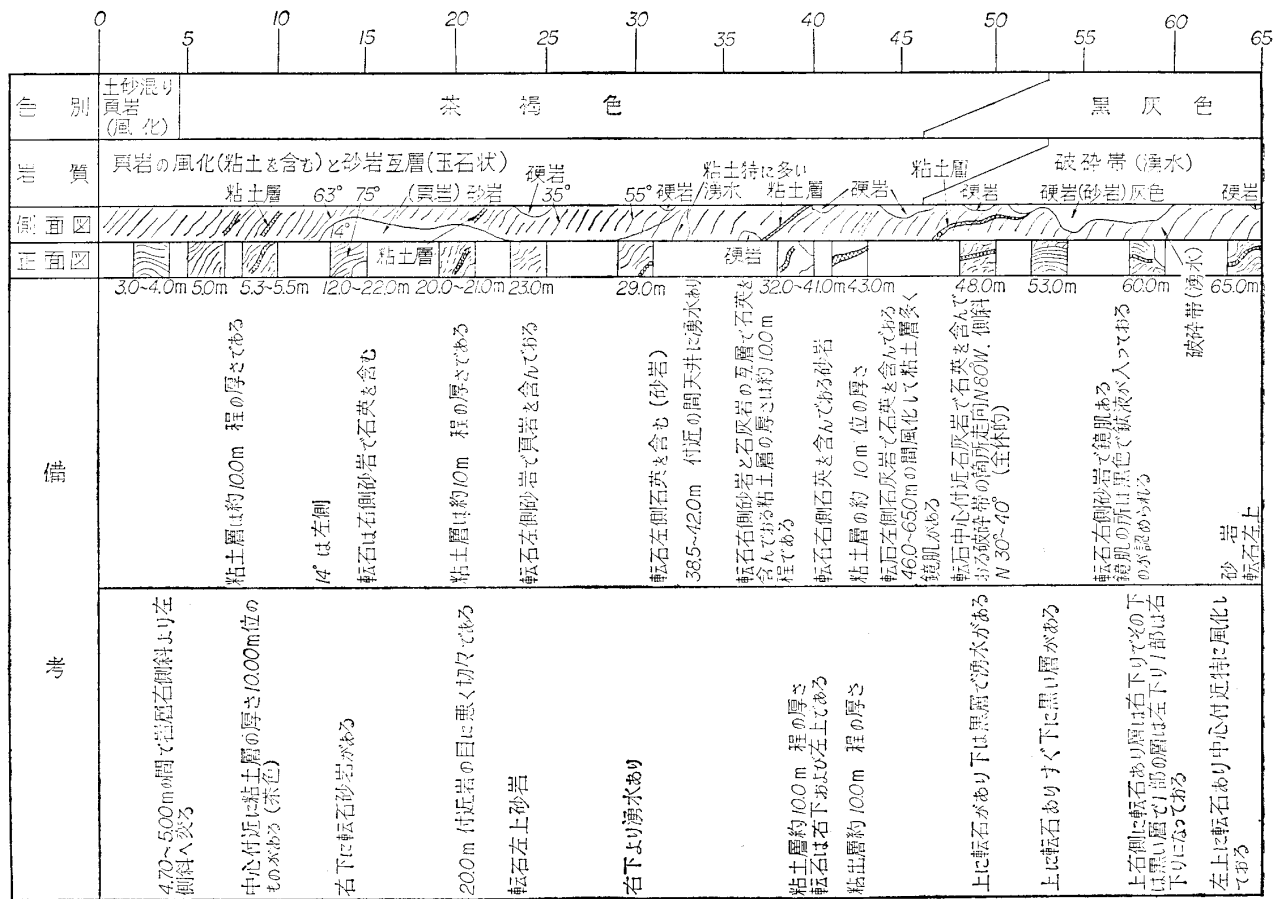 0 10 20 30 40 50 60
5 15 25 35 45 55 65
色別
土砂混り
頁岩
(風化)
茶褐色
黒灰色
岩質
頁岩の風化(粘土を含む)と砂岩互層(玉石状)
粘土層 63° 75° (頁岩) 砂岩 硬岩 35° 55° 硬岩 湧水 粘土特に多い 粘土層 硬岩 粘土層 硬岩
破砕帯(湧水)
硬岩(砂岩)灰色 硬岩
側面図
14°
正面図
粘土層 硬岩
3.0~4.0m 5.0m 5.3~5.5m 12.0~22.0m 20.0~21.0m 23.0m 29.0m 32.0~41.0m 43.0m 48.0m 53.0m 60.0m 65.0m
破砕帯(湧水)
備考
粘土層は約10.0m 程の厚さである
14°は左側
転石は右側砂岩で石英を含む
粘土層は約10m 程の厚さである
転石左側砂岩で頁岩を含んでおる
転石左側石英を含む(砂岩)
38.5~42.0m 付近の間天井に湧水あり
転石右側砂岩と石灰岩の互層で石英を
含んでおる粘土層の厚さは約10.0m
程である
転石右側石英を含んでおる砂岩
粘土層の約10m位の厚さ
転石左側石灰岩で石英を含んでおる
46.0~65.0mの間風化して粘土層多く
鏡肌がある
転石中心付近石灰岩で石英を含んで
おる破砕帯の箇所走向N80W.傾斜
N30°~40° (全体的)
転石右側砂岩で鏡肌ある
鏡肌の所は黒色で鉱液が入っておる
のが認められる
砂岩
転石左上
4.70~5.00mの間で岩層右側斜より左
側斜へ変る
中心付近に粘土層の厚さ10.00m位の
ものがある(茶色)
右下に転石砂岩がある
20.0m付近岩の目に悪く切々である
転石左上砂岩
右下より湧水あり
粘土層約10.0m 程の厚さ
転石は右下および左上である
粘出層約10.0m 程の厚さ
上に転石があり下は黒層で湧水がある
上に転石ありすぐ下に黒い層がある
上右側に転石あり層は右下りでその下
は黒い層で1部の層は左下り1部は右
下りになっておる
左上に転石あり中心付近特に風化し
ておる